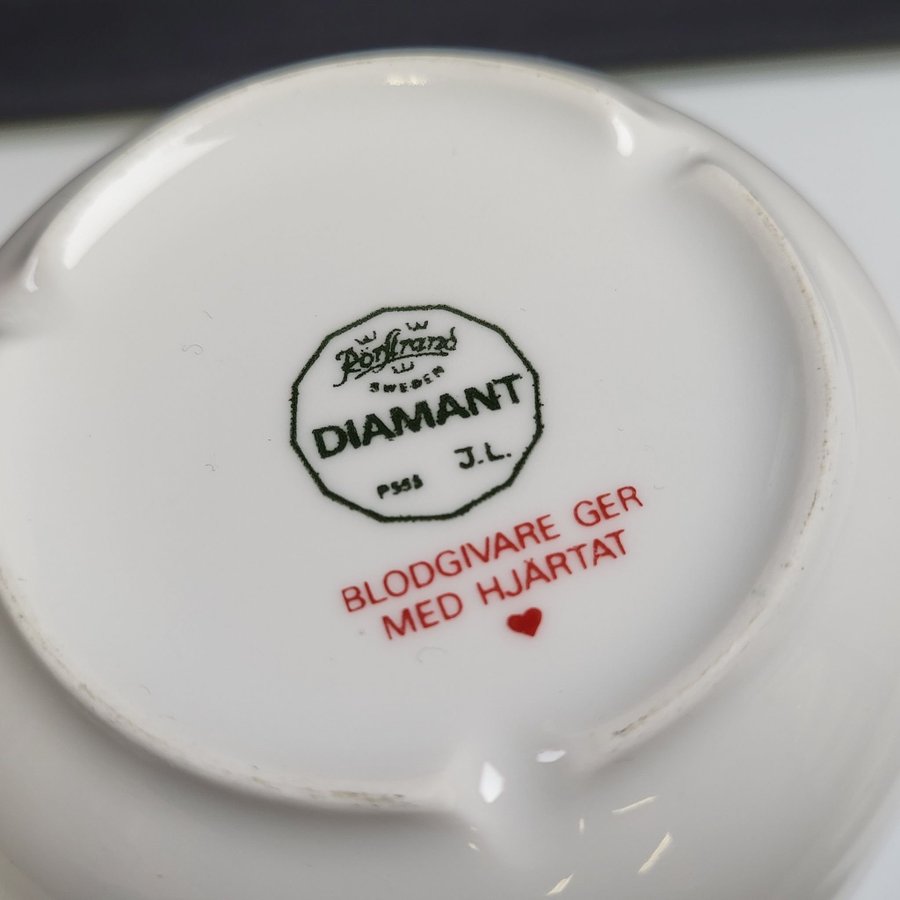 Rörstrand
SWEDEN
DIAMANT
J.L.
BLODGIVARE GER
MED HJÄRTAT